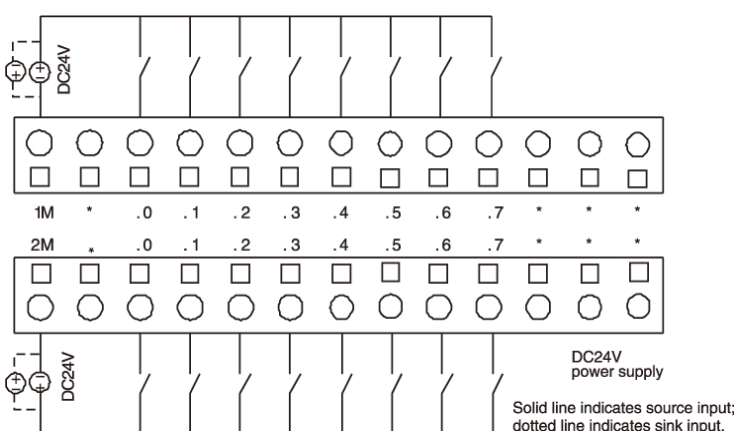 DC24V
1M * .0 .1 .2 .3 .4 .5 .6 .7 * * *
2M * .0 .1 .2 .3 .4 .5 .6 .7 * * *
DC24V
DC24V
power supply
Solid line indicates source input;
dotted line indicates sink input.